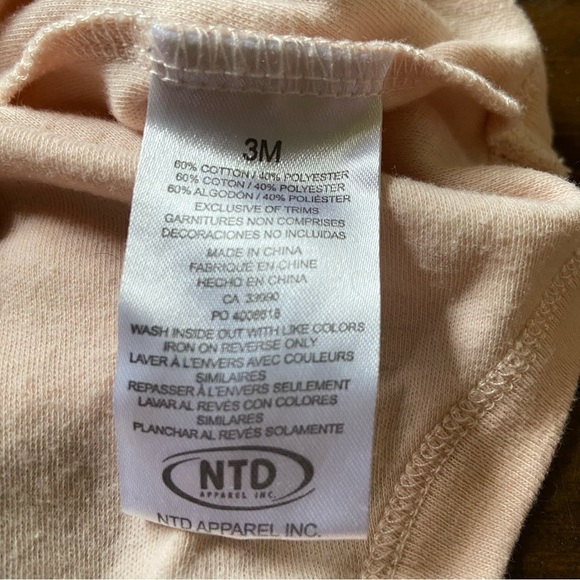 3M
60% COTTON / 40% POLYESTER
60% COTON / 40% POLYESTER
60% ALGODÓN / 40% POLIÉSTER
EXCLUSIVE OF TRIMS
GARNITURES NON COMPRISES
DECORACIONES NO INCLUIDAS
MADE IN CHINA
FABRIQUE EN CHINE
HECHO EN CHINA
CA 33990
PO 4006618
WASH INSIDE OUT WITH LIKE COLORS
IRON ON REVERSE ONLY
LAVER À L'ENVERS AVEC COULEURS
SIMILAIRES
REPASSER À L'ENVERS SEULEMENT
LAVAR AL REVÉS CON COLORES
SIMILARES
PLANCHAR AL REVÉS SOLAMENTE
NTD
APPAREL INC.
NTD APPAREL INC.